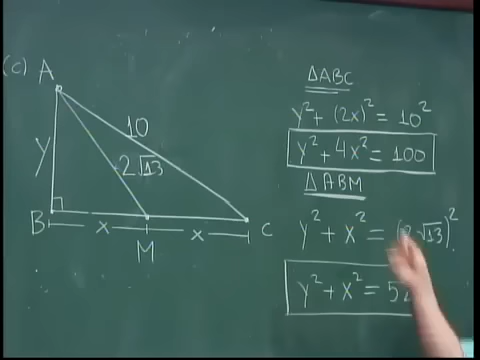 (c)
A
10
2√13
y
B
x
x
C
M
ΔABC
y² + (2x)² = 10²
y² + 4x² = 100
ΔABM
y² + x² = (2√13)²
y² + x² = 5